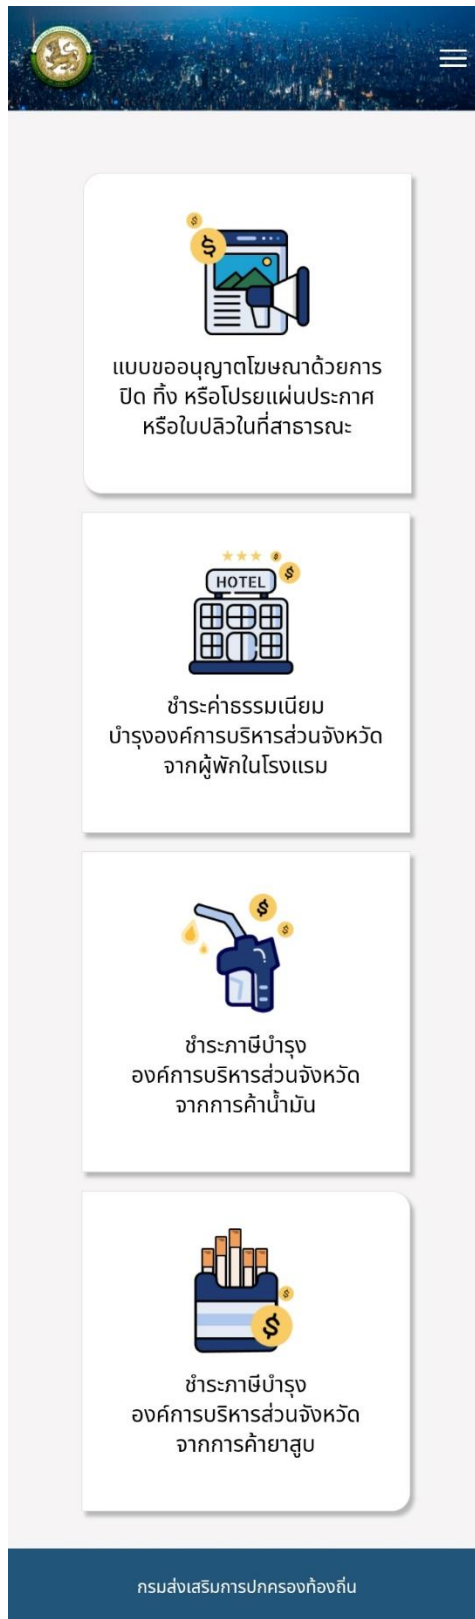 แบบขออนุญาตโฆษณาด้วยการ
ปิด ทิ้ง หรือโปรยแผ่นประกาศ
หรือใบปลิวในที่สาธารณะ
HOTEL
ชำระค่าธรรมเนียม
บำรุงองค์การบริหารส่วนจังหวัด
จากผู้พักในโรงแรม
ชำระภาษีบำรุง
องค์การบริหารส่วนจังหวัด
จากการค้าน้ำมัน
ชำระภาษีบำรุง
องค์การบริหารส่วนจังหวัด
จากการค้ายาสูบ
กรมส่งเสริมการปกครองท้องถิ่น